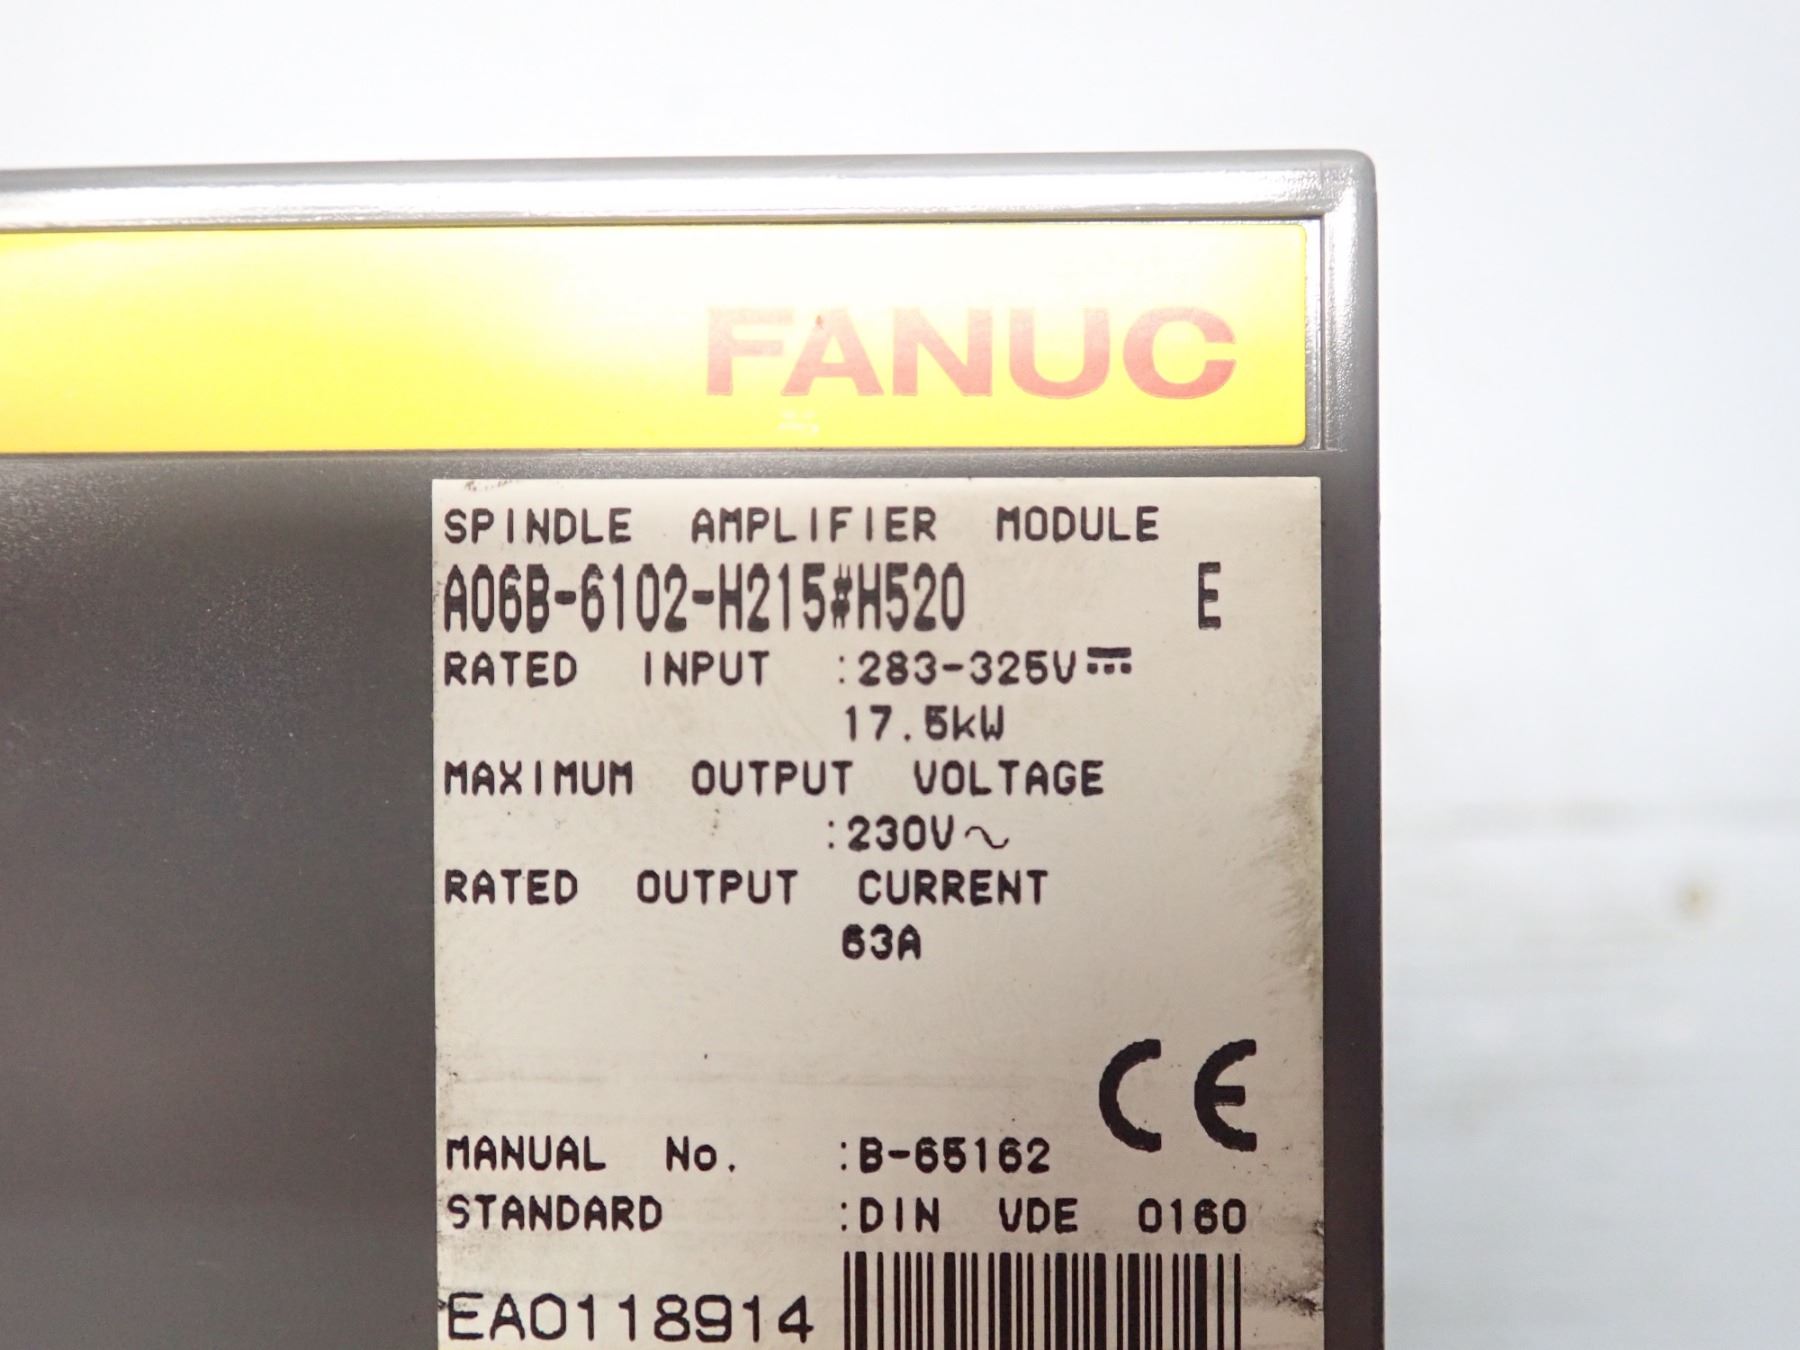 FANUC
SPINDLE AMPLIFIER MODULE
A06B-6102-H215#H520 E
RATED INPUT :283-325V⎓
17.5kW
MAXIMUM OUTPUT VOLTAGE
:230V～
RATED OUTPUT CURRENT
63A
CE
MANUAL No. :B-65162
STANDARD :DIN VDE 0160
EA0118914